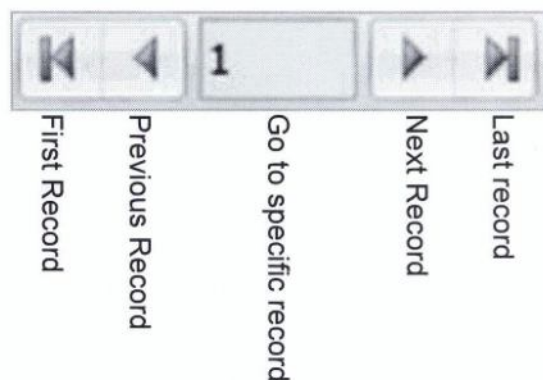 1
First Record
Previous Record
Go to specific record
Next Record
Last record